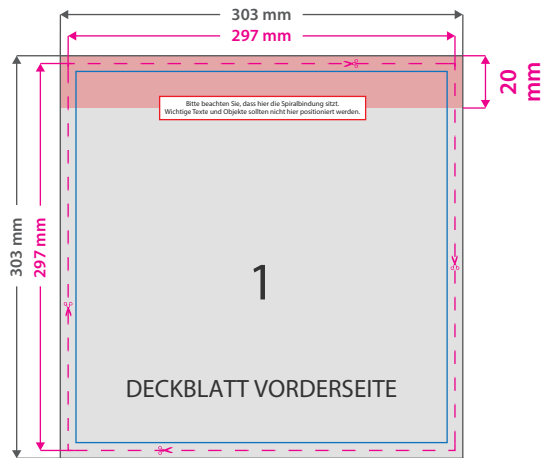 303 mm
297 mm
20
mm
Bitte beachten Sie, dass hier die Spiralbindung sitzt.
Wichtige Texte und Objekte sollten nicht hier positioniert werden.
303 mm
297 mm
1
DECKBLATT VORDERSEITE